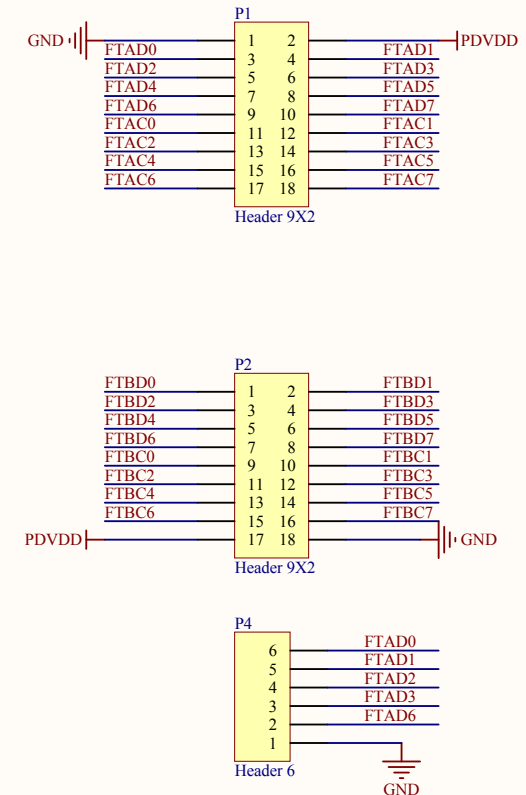 P1
GND 1 2 PDVDD
FTAD0 3 4 FTAD1
FTAD2 5 6 FTAD3
FTAD4 7 8 FTAD5
FTAD6 9 10 FTAD7
FTAC0 11 12 FTAC1
FTAC2 13 14 FTAC3
FTAC4 15 16 FTAC5
FTAC6 17 18 FTAC7
Header 9X2
P2
FTBD0 1 2 FTBD1
FTBD2 3 4 FTBD3
FTBD4 5 6 FTBD5
FTBD6 7 8 FTBD7
FTBC0 9 10 FTBC1
FTBC2 11 12 FTBC3
FTBC4 13 14 FTBC5
FTBC6 15 16 FTBC7
PDVDD 17 18 GND
Header 9X2
P4
6 FTAD0
5 FTAD1
4 FTAD2
3 FTAD3
2 FTAD6
1
Header 6
GND